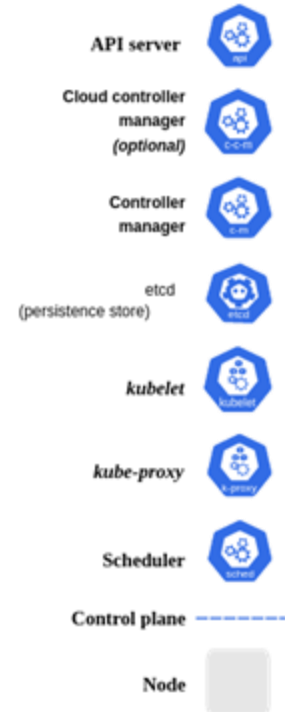 API server
api
Cloud controller
manager
(optional)
c-c-m
Controller
manager
c-m
etcd
(persistence store)
etcd
kubelet
kubelet
kube-proxy
k-proxy
Scheduler
sched
Control plane
Node